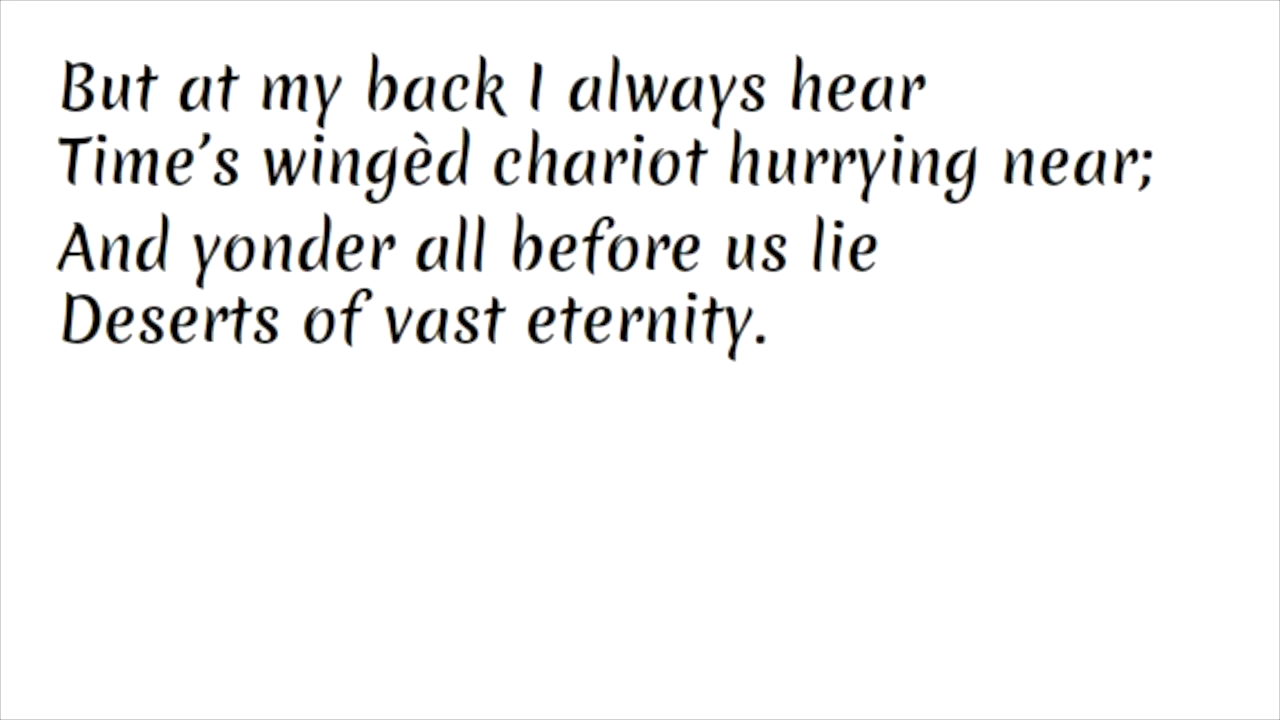 But at my back I always hear
Time’s wingèd chariot hurrying near;
And yonder all before us lie
Deserts of vast eternity.